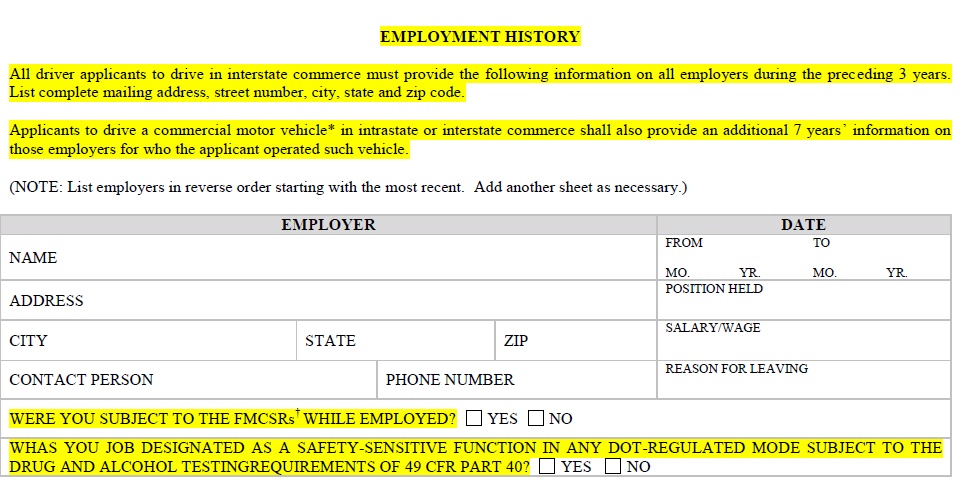 EMPLOYMENT HISTORY
All driver applicants to drive in interstate commerce must provide the following information on all employers during the preceding 3 years.
List complete mailing address, street number, city, state and zip code.
Applicants to drive a commercial motor vehicle* in intrastate or interstate commerce shall also provide an additional 7 years' information on
those employers for who the applicant operated such vehicle.
(NOTE: List employers in reverse order starting with the most recent. Add another sheet as necessary.)
EMPLOYER DATE
NAME
FROM TO
MO. YR. MO. YR.
ADDRESS
POSITION HELD
CITY STATE ZIP
SALARY/WAGE
CONTACT PERSON PHONE NUMBER
REASON FOR LEAVING
WERE YOU SUBJECT TO THE FMCSRs† WHILE EMPLOYED? ☐ YES ☐ NO
WHAS YOU JOB DESIGNATED AS A SAFETY-SENSITIVE FUNCTION IN ANY DOT-REGULATED MODE SUBJECT TO THE
DRUG AND ALCOHOL TESTINGREQUIREMENTS OF 49 CFR PART 40? ☐ YES ☐ NO